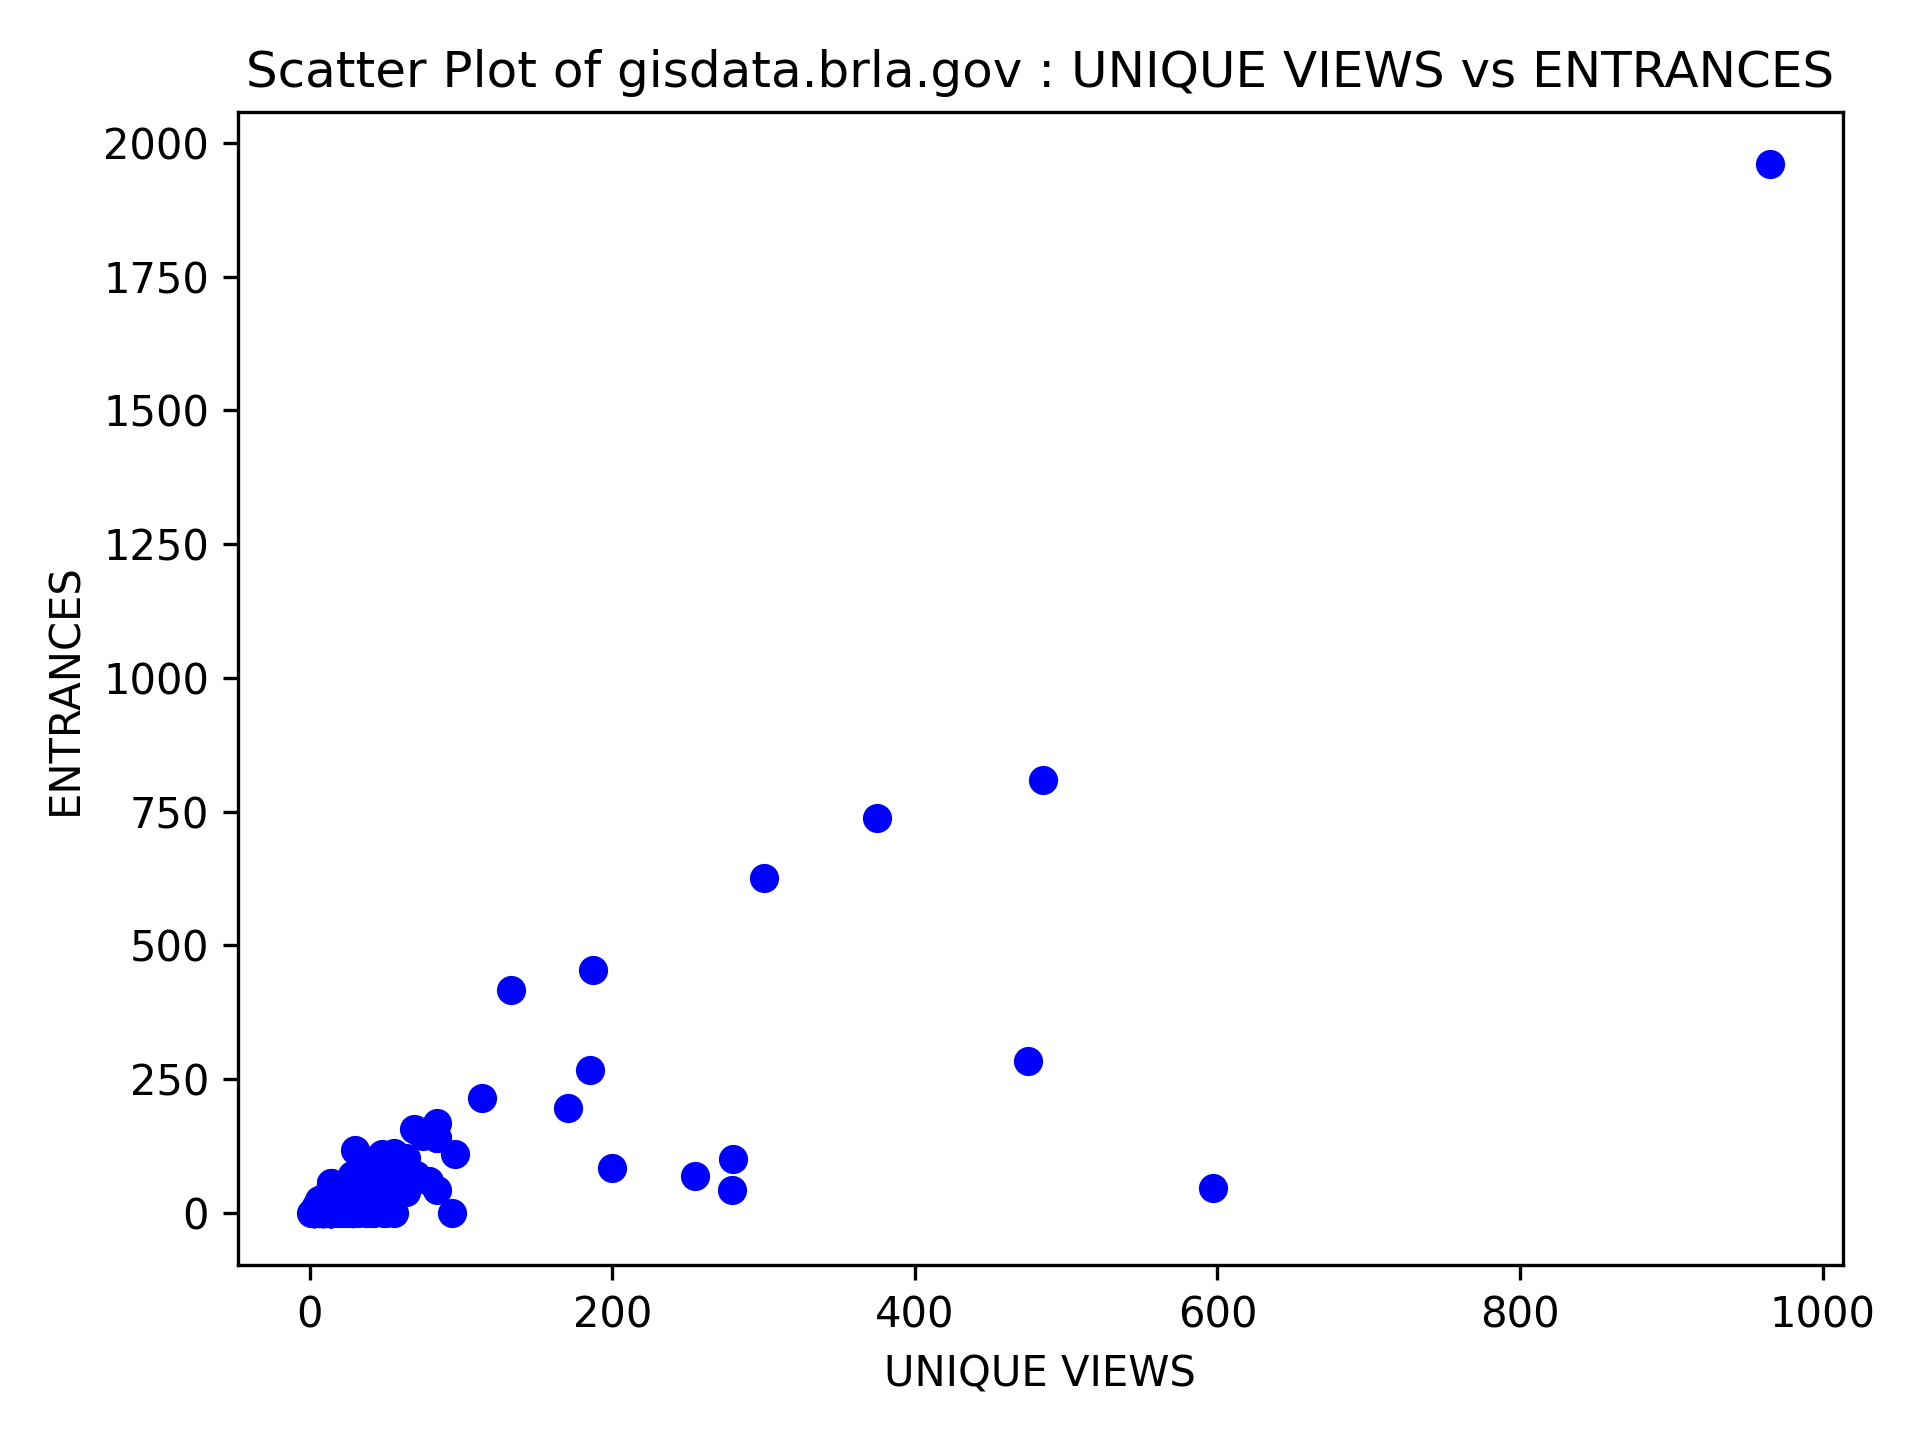 Scatter Plot of gisdata.brla.gov : UNIQUE VIEWS vs ENTRANCES
2000
1750
1500
1250
1000
750
500
250
0
ENTRANCES
0 200 400 600 800 1000
UNIQUE VIEWS